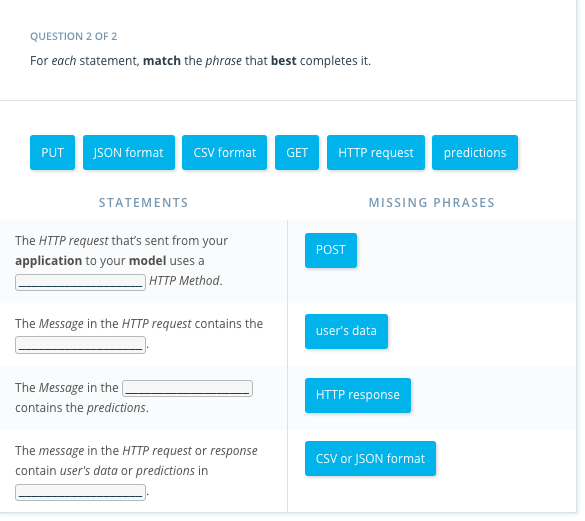 QUESTION 2 OF 2
For each statement, match the phrase that best completes it.
PUT JSON format CSV format GET HTTP request predictions
STATEMENTS MISSING PHRASES
The HTTP request that's sent from your
application to your model uses a
____________________ HTTP Method.
POST
The Message in the HTTP request contains the
____________________.
user's data
The Message in the ____________________
contains the predictions.
HTTP response
The message in the HTTP request or response
contain user's data or predictions in
____________________.
CSV or JSON format